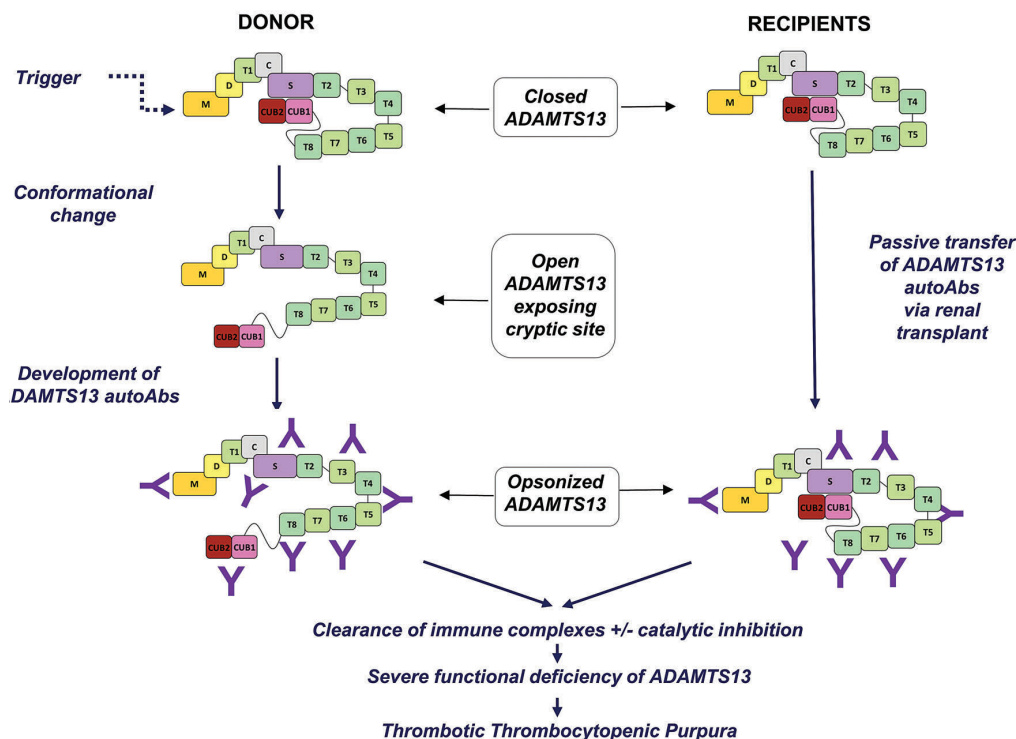 DONOR
RECIPIENTS
Trigger
M
D
T1
C
S
T2
T3
T4
T5
T6
T7
T8
CUB2
CUB1
Closed
ADAMTS13
M
D
T1
C
S
T2
T3
T4
T5
T6
T7
T8
CUB2
CUB1
Conformational
change
M
D
T1
C
S
T2
T3
T4
T5
T6
T7
T8
CUB2
CUB1
Open
ADAMTS13
exposing
cryptic site
Passive transfer
of ADAMTS13
autoAbs
via renal
transplant
Development of
DAMTS13 autoAbs
M
D
T1
C
S
T2
T3
T4
T5
T6
T7
T8
CUB2
CUB1
Opsonized
ADAMTS13
M
D
T1
C
S
T2
T3
T4
T5
T6
T7
T8
CUB2
CUB1
Clearance of immune complexes +/- catalytic inhibition
Severe functional deficiency of ADAMTS13
Thrombotic Thrombocytopenic Purpura